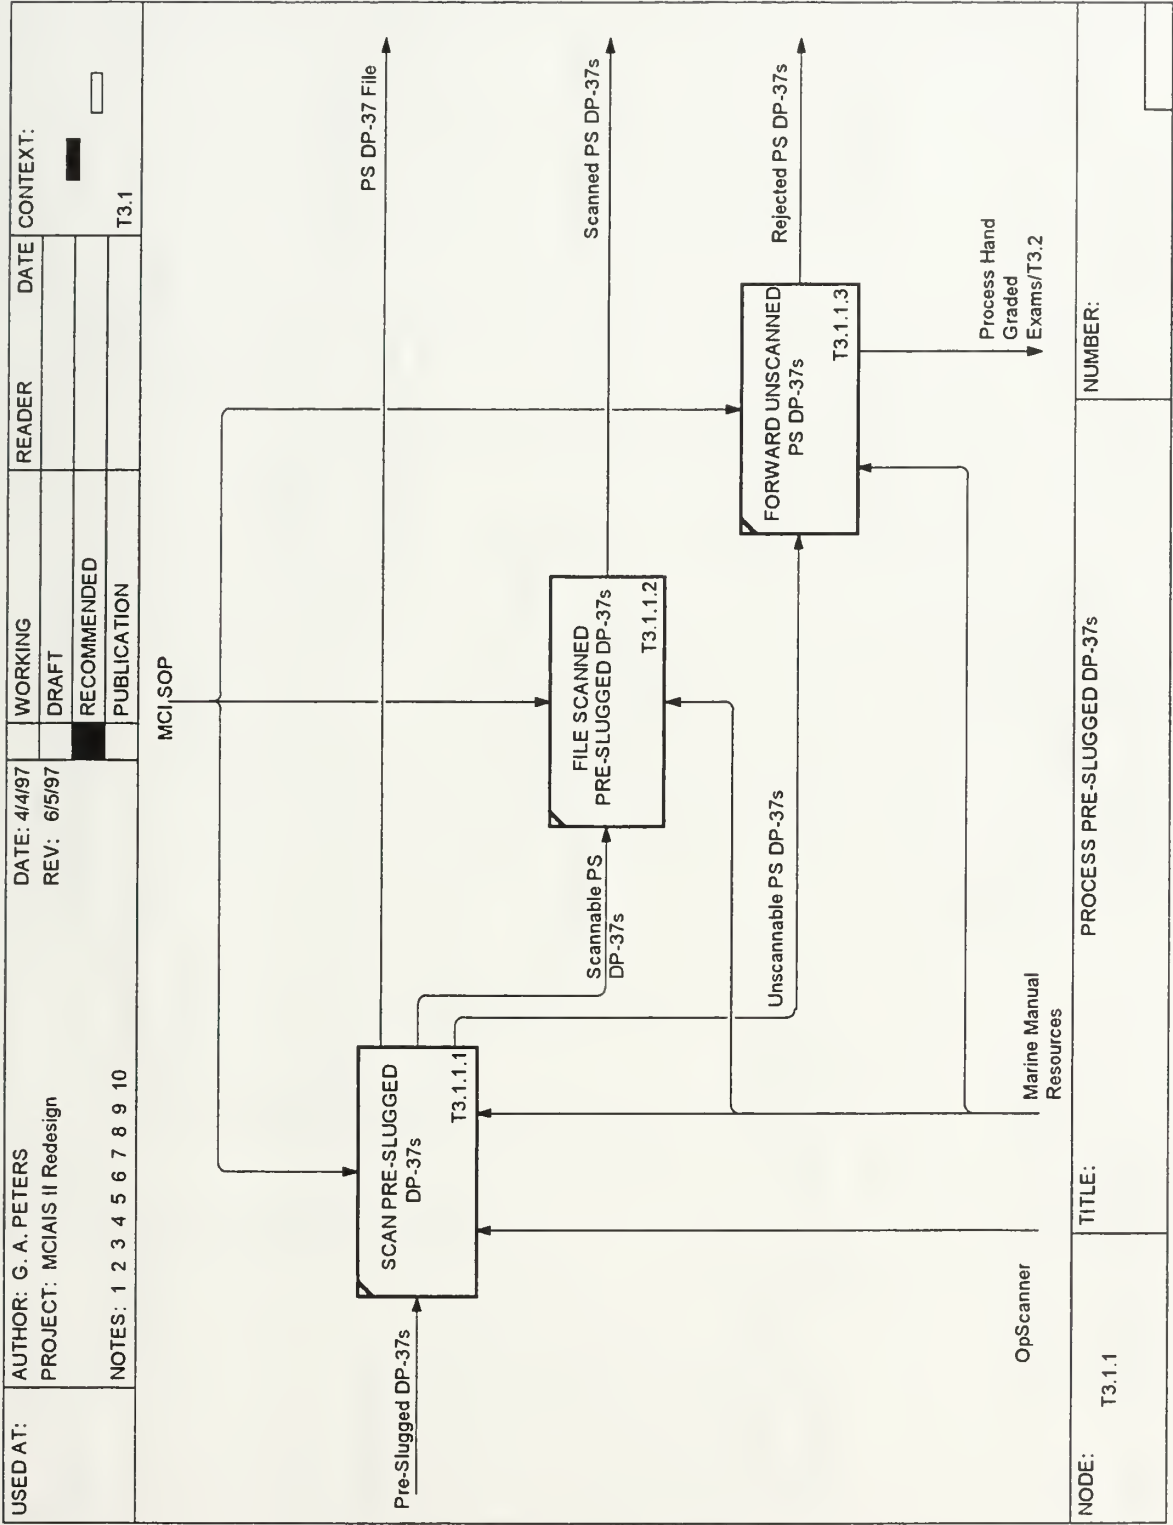 USED AT:
AUTHOR: G. A. PETERS
DATE: 4/4/97
WORKING
READER
DATE
CONTEXT:
PROJECT: MCIAIS II Redesign
REV: 6/5/97
DRAFT
RECOMMENDED
NOTES: 1 2 3 4 5 6 7 8 9 10
PUBLICATION
T3.1
MCI SOP
Pre-Slugged DP-37s
SCAN PRE-SLUGGED
DP-37s
T3.1.1.1
PS DP-37 File
Scannable PS
DP-37s
FILE SCANNED
PRE-SLUGGED DP-37s
T3.1.1.2
Scanned PS DP-37s
Unscannable PS DP-37s
FORWARD UNSCANNED
PS DP-37s
T3.1.1.3
Rejected PS DP-37s
Process Hand
Graded
Exams/T3.2
OpScanner
Marine Manual
Resources
NODE:
T3.1.1
TITLE:
PROCESS PRE-SLUGGED DP-37s
NUMBER: